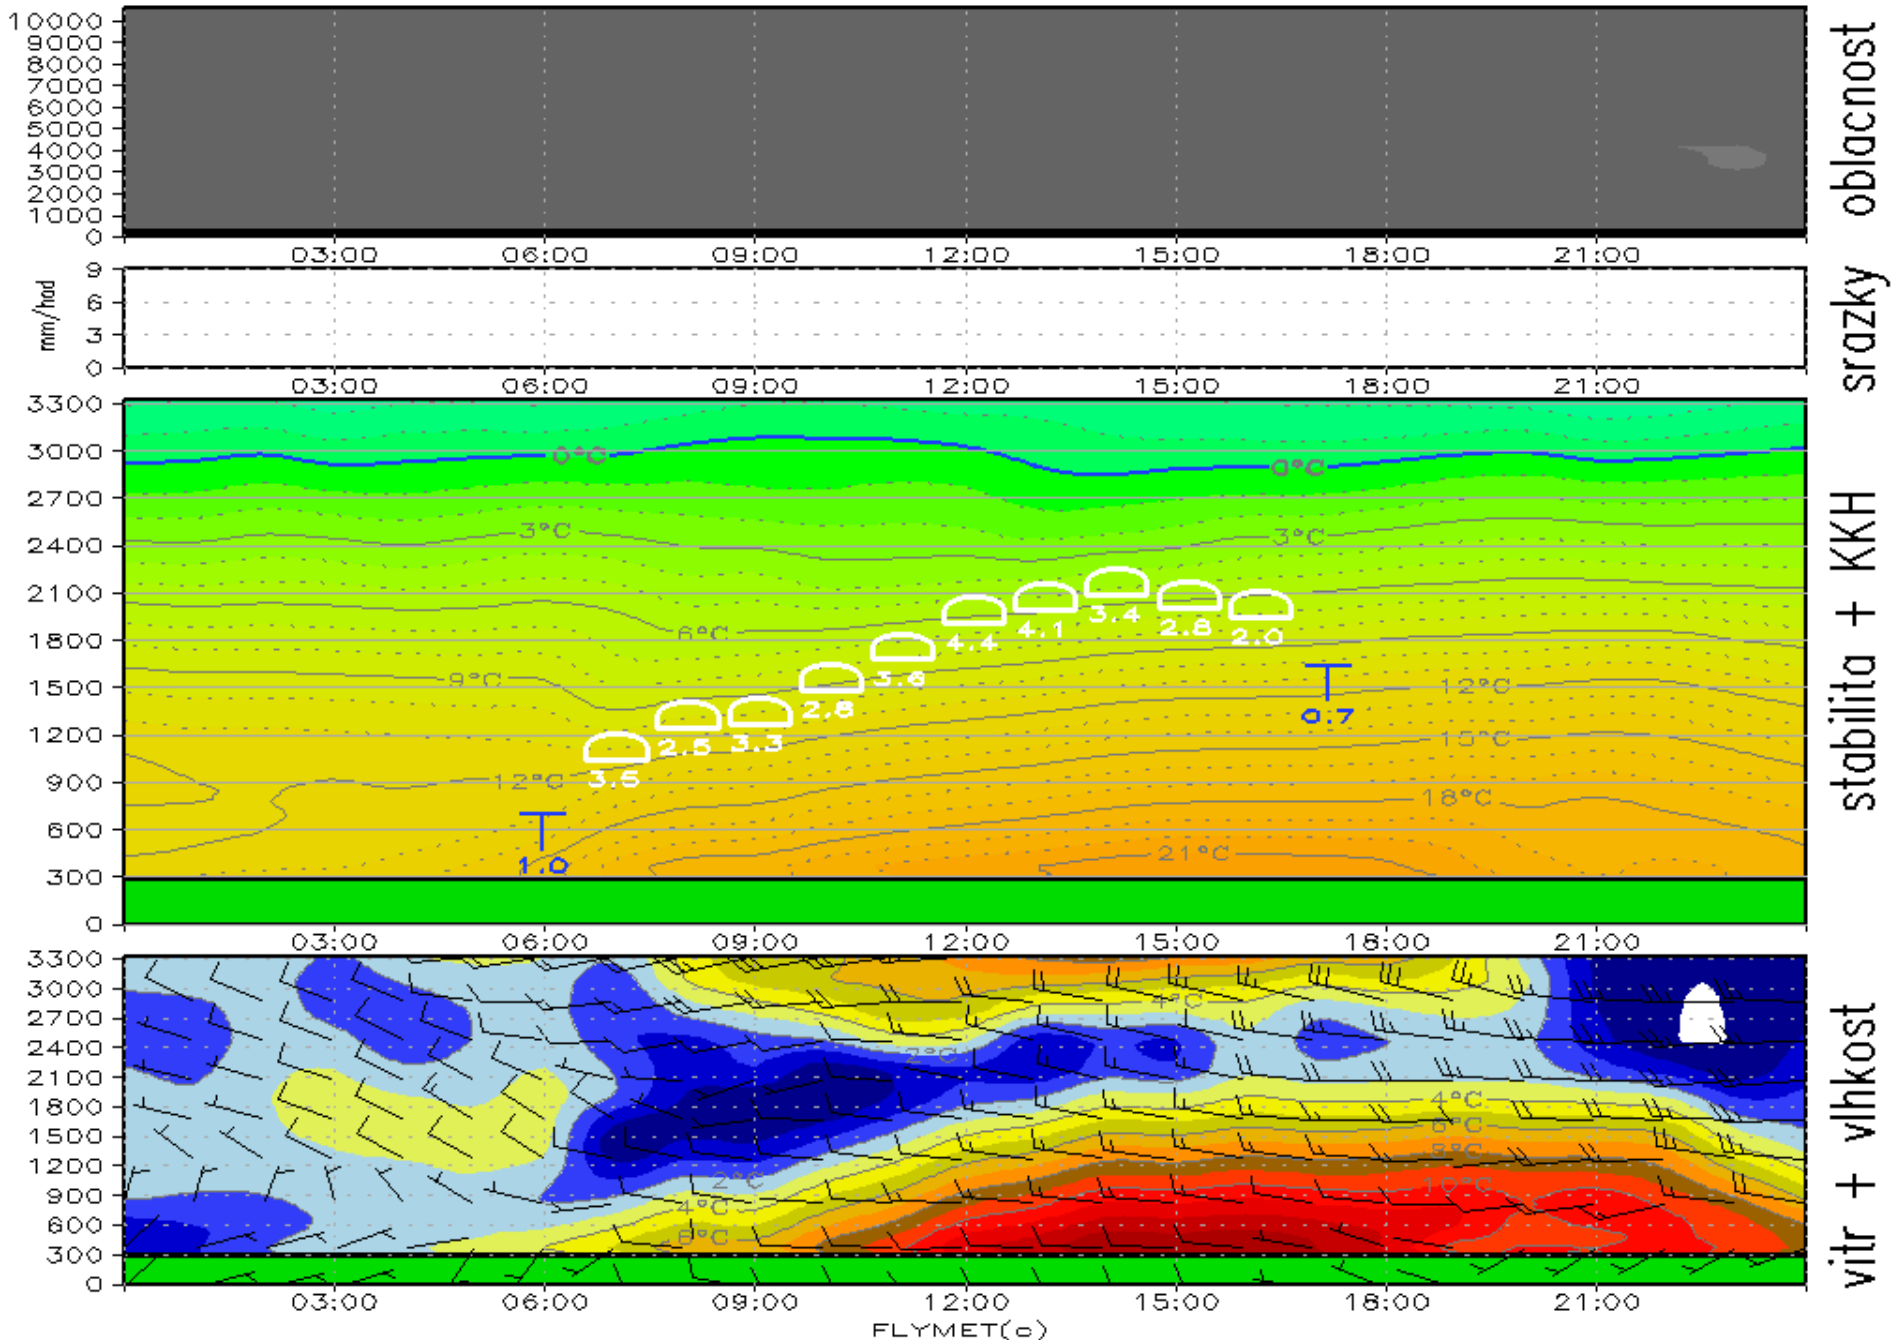 10000
9000
8000
7000
6000
5000
4000
3000
2000
1000
0
03:00 06:00 09:00 12:00 15:00 18:00 21:00
oblacnost
9
6
3
0
mm/hod
03:00 06:00 09:00 12:00 15:00 18:00 21:00
srazky
3300
3000
2700
2400
2100
1800
1500
1200
900
600
300
0
0°C 0°C
3°C 3°C
6°C
9°C 12°C
15°C
12°C 18°C
21°C
1.0 3.5 2.5 3.3 2.8 3.6 4.4 4.1 3.4 2.8 2.0 0.7
03:00 06:00 09:00 12:00 15:00 18:00 21:00
stabilita + KKH
3300
3000
2700
2400
2100
1800
1500
1200
900
600
300
0
4°C
2°C
4°C
6°C
8°C
2°C 10°C
4°C
6°C
03:00 06:00 09:00 12:00 15:00 18:00 21:00
vitr + vlhkost
FLYMET(c)